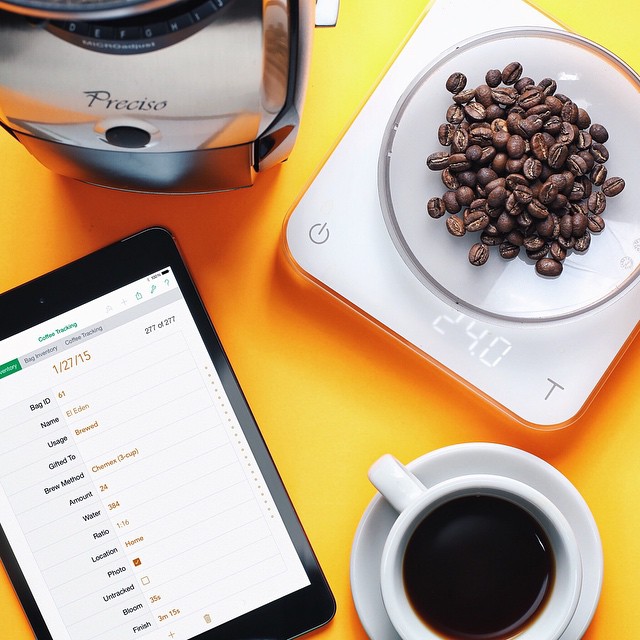 D E F G H I
MICROadjust
Preciso
24.0
T
100%
Coffee Tracking
Bag Inventory
Coffee Tracking
1/27/15
277 of 277
Bag ID 61
Name El Eden
Usage Brewed
Gifted To
Brew Method Chemex (3-cup)
Amount 24
Water 384
Ratio 1:16
Location Home
Photo
Untracked
Bloom 35s
Finish 3m 15s